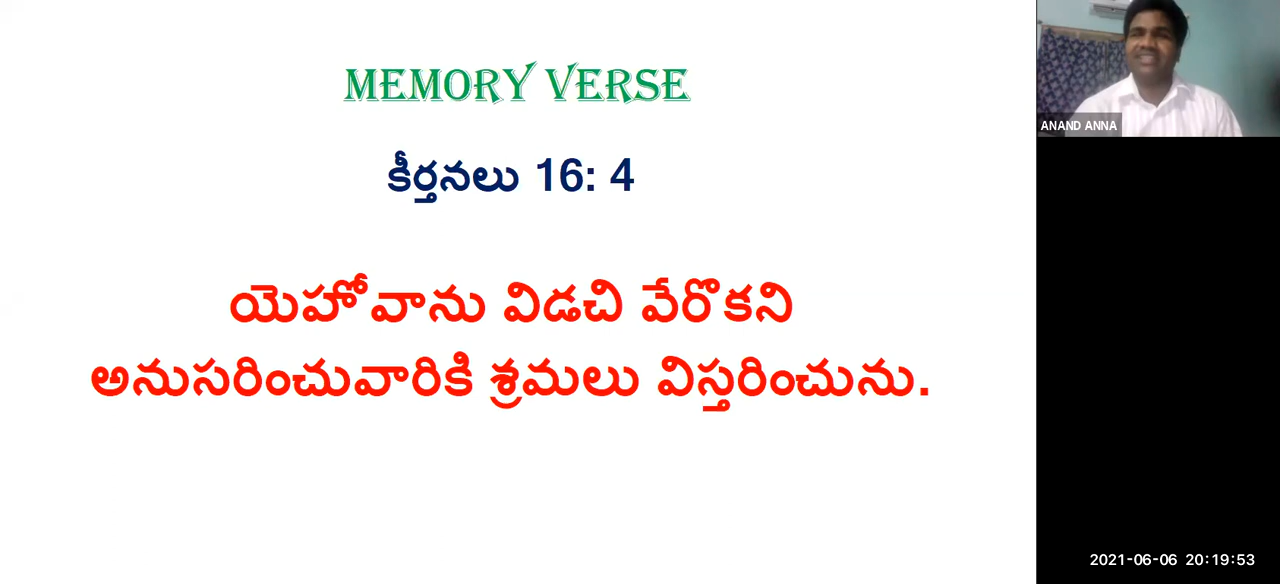 MEMORY VERSE
కీర్తనలు 16: 4
యెహోవాను విడచి వేరొకని
అనుసరించువారికి శ్రమలు విస్తరించును.
ANAND ANNA
2021-06-06 20:19:53